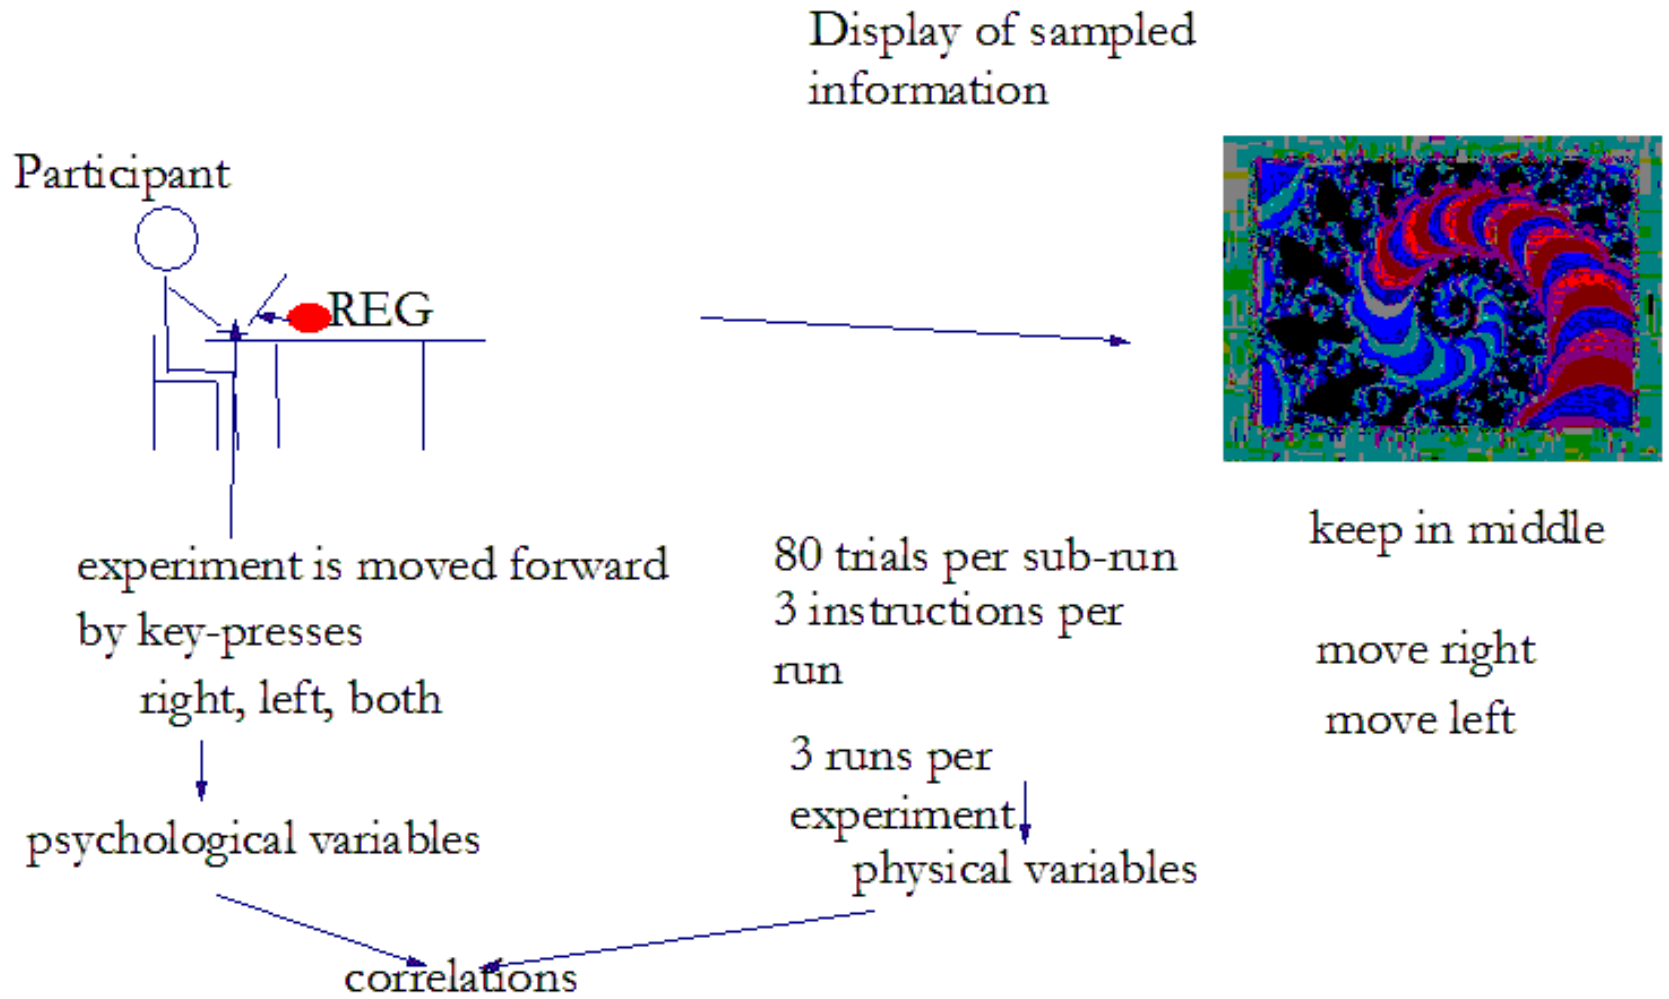 Display of sampled
information
Participant
REG
experiment is moved forward
by key-presses
right, left, both
psychological variables
80 trials per sub-run
3 instructions per
run
3 runs per
experiment
physical variables
keep in middle
move right
move left
correlations